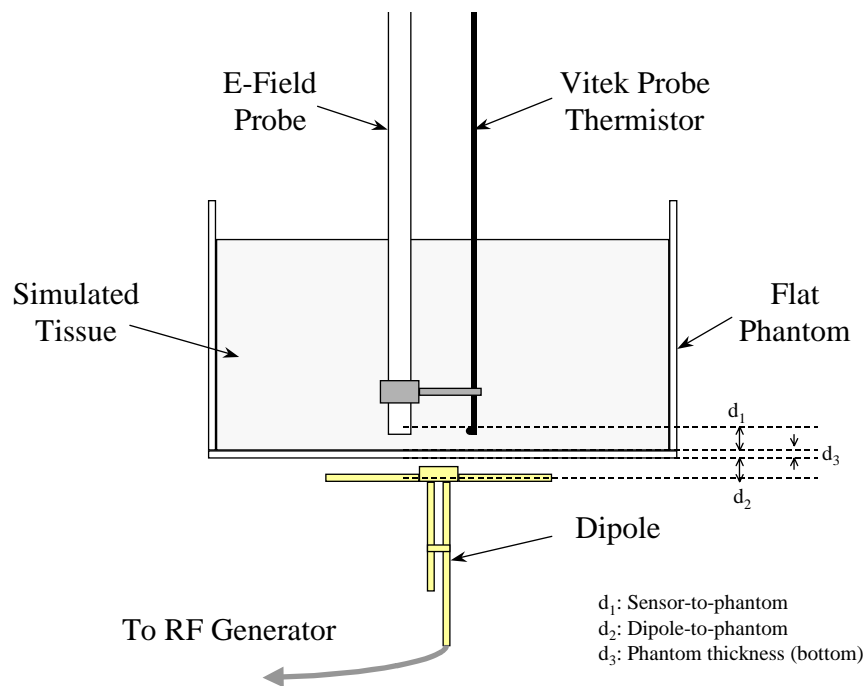 E-Field
Probe
Vitek Probe
Thermistor
Simulated
Tissue
Flat
Phantom
d₁
d₃
d₂
Dipole
To RF Generator
d₁: Sensor-to-phantom
d₂: Dipole-to-phantom
d₃: Phantom thickness (bottom)